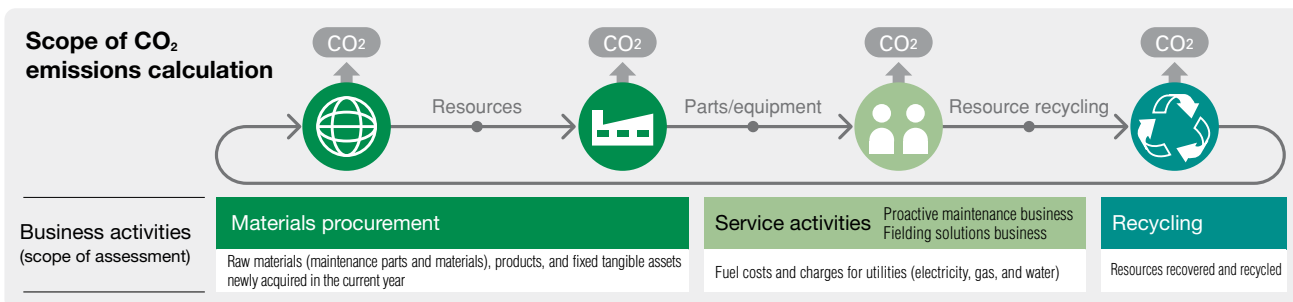 Scope of CO₂
emissions calculation
CO2
CO2
CO2
CO2
Resources
Parts/equipment
Resource recycling
Business activities
(scope of assessment)
Materials procurement
Raw materials (maintenance parts and materials), products, and fixed tangible assets
newly acquired in the current year
Service activities
Proactive maintenance business
Fielding solutions business
Fuel costs and charges for utilities (electricity, gas, and water)
Recycling
Resources recovered and recycled